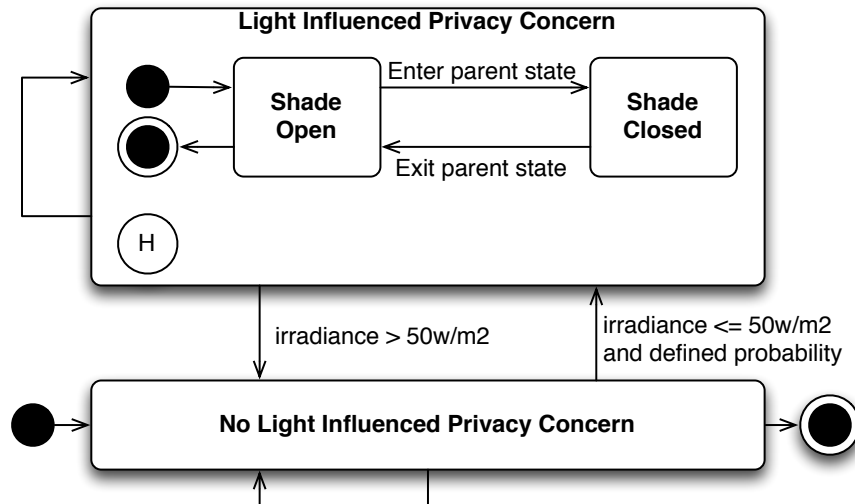 Light Influenced Privacy Concern
Enter parent state
Shade
Open
Shade
Closed
Exit parent state
H
irradiance > 50w/m2
irradiance <= 50w/m2
and defined probability
No Light Influenced Privacy Concern